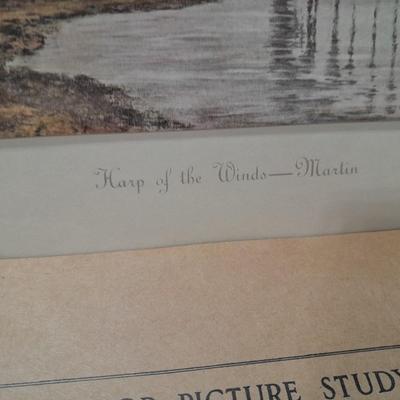 Harp of the Winds—Martin
PICTURE STUDY